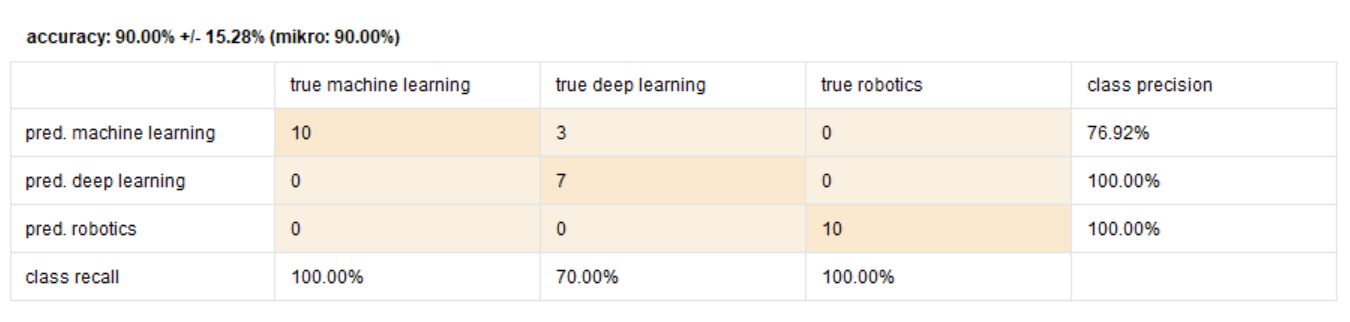 accuracy: 90.00% +/- 15.28% (mikro: 90.00%)
true machine learning true deep learning true robotics class precision
pred. machine learning 10 3 0 76.92%
pred. deep learning 0 7 0 100.00%
pred. robotics 0 0 10 100.00%
class recall 100.00% 70.00% 100.00%